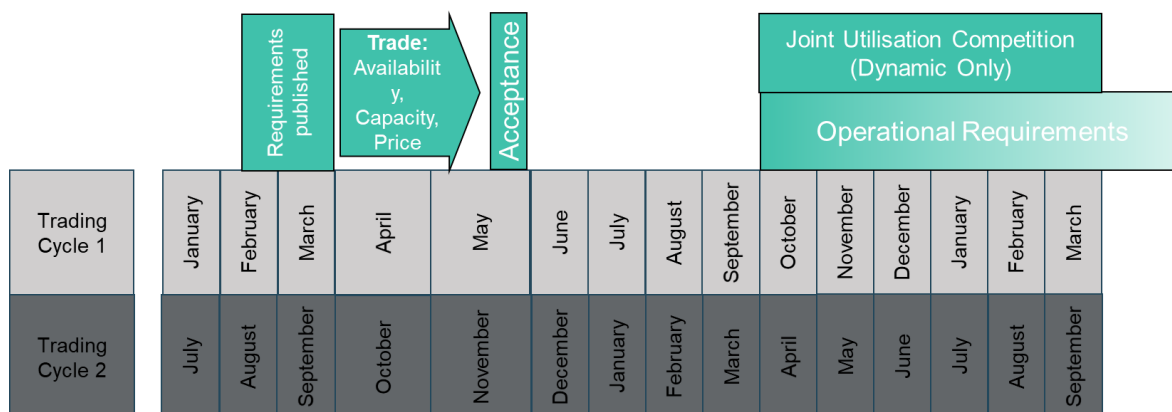 Requirements
published
Trade:
Availabilit
y,
Capacity,
Price
Acceptance
Joint Utilisation Competition
(Dynamic Only)
Operational Requirements
Trading
Cycle 1
January
February
March
April
May
June
July
August
September
October
November
December
January
February
March
Trading
Cycle 2
July
August
September
October
November
December
January
February
March
April
May
June
July
August
September